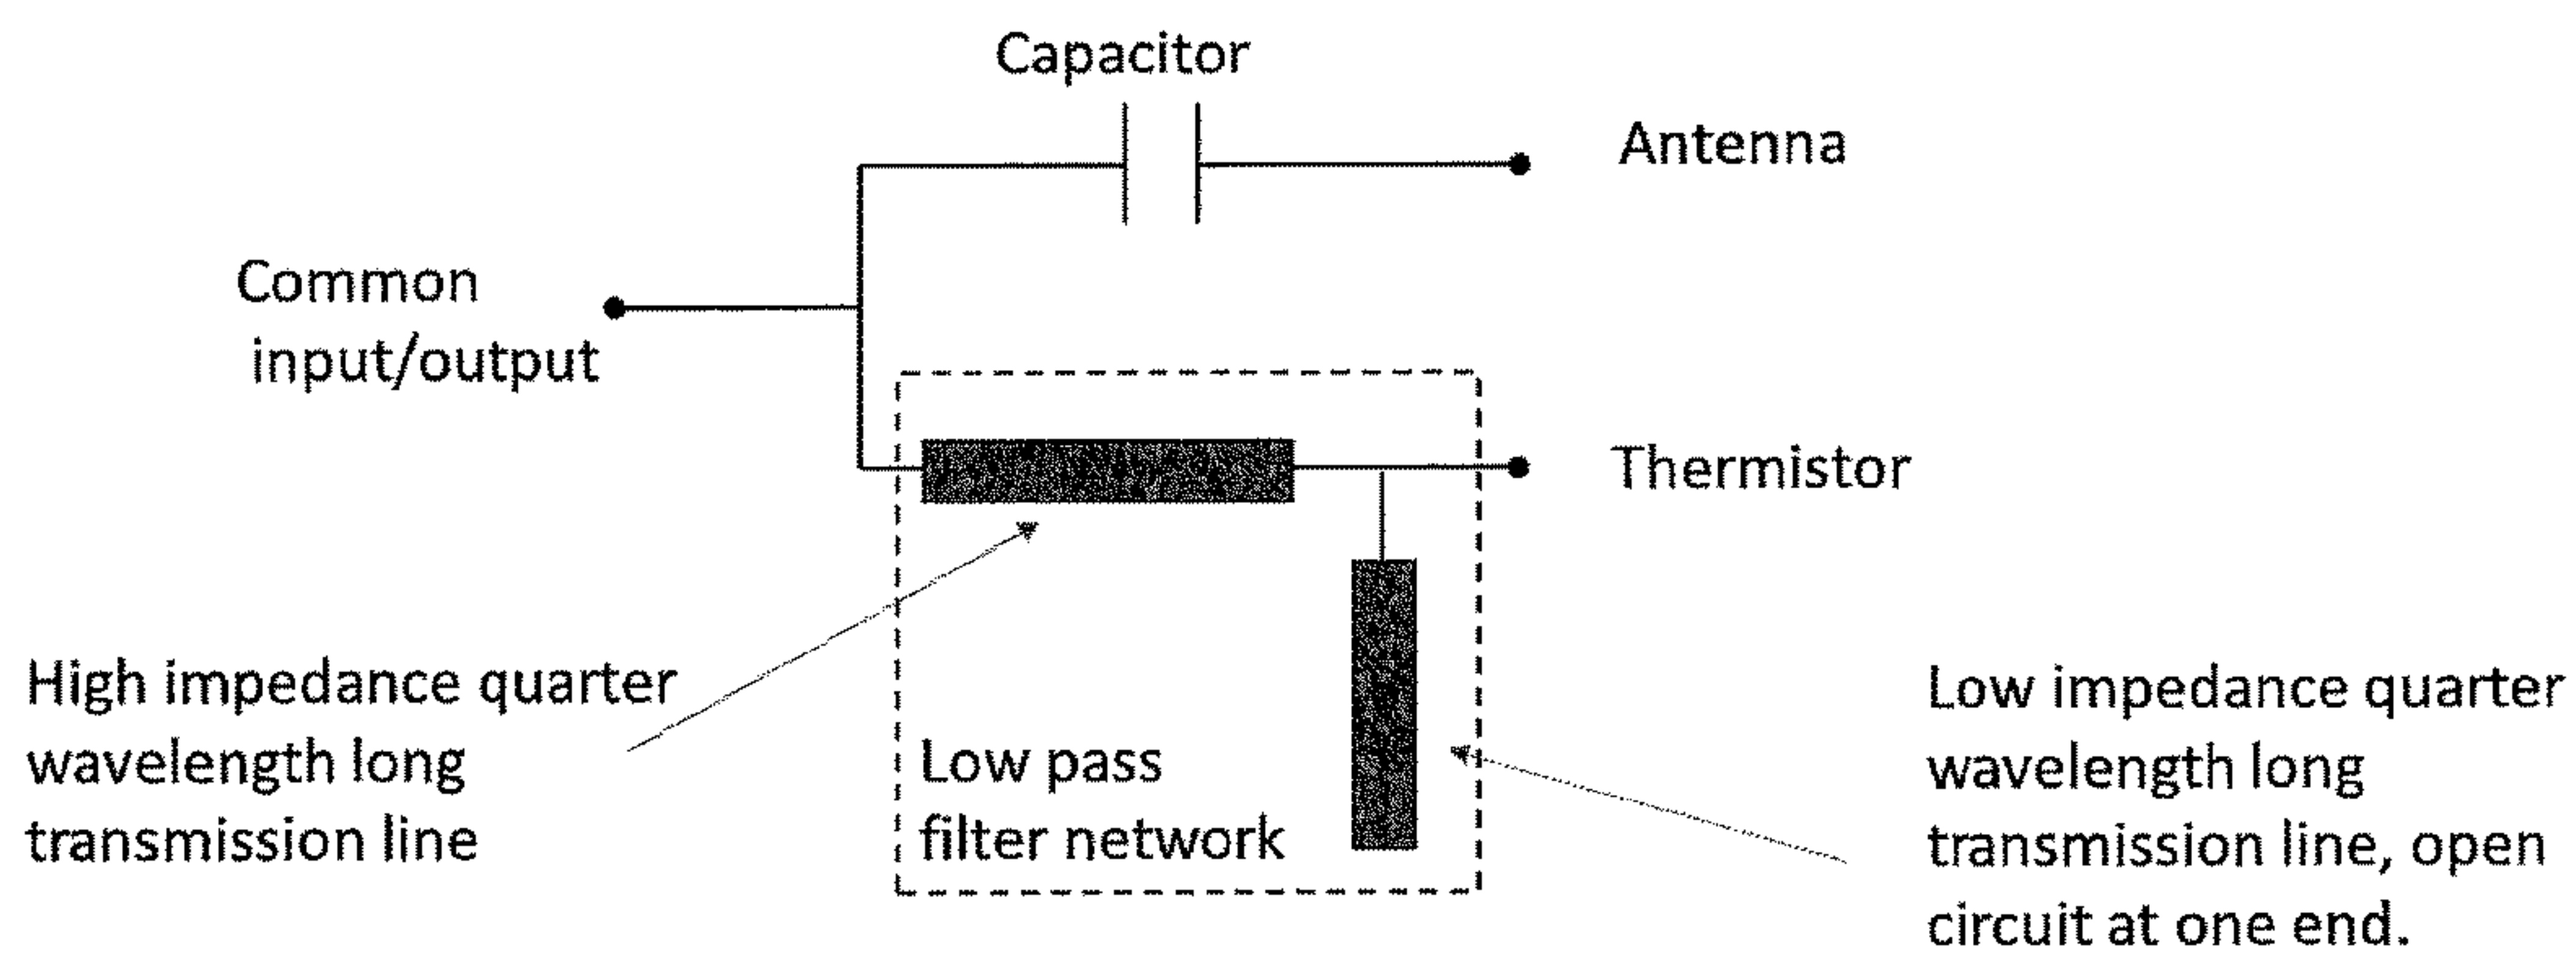 Capacitor
Antenna
Common
input/output
Thermistor
High impedance quarter
wavelength long
transmission line
Low pass
filter network
Low impedance quarter
wavelength long
transmission line, open
circuit at one end.